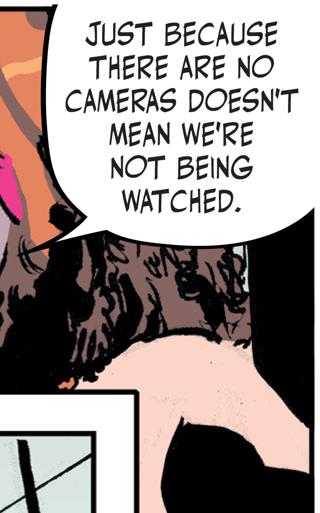 JUST BECAUSE
THERE ARE NO
CAMERAS DOESN'T
MEAN WE'RE
NOT BEING
WATCHED.